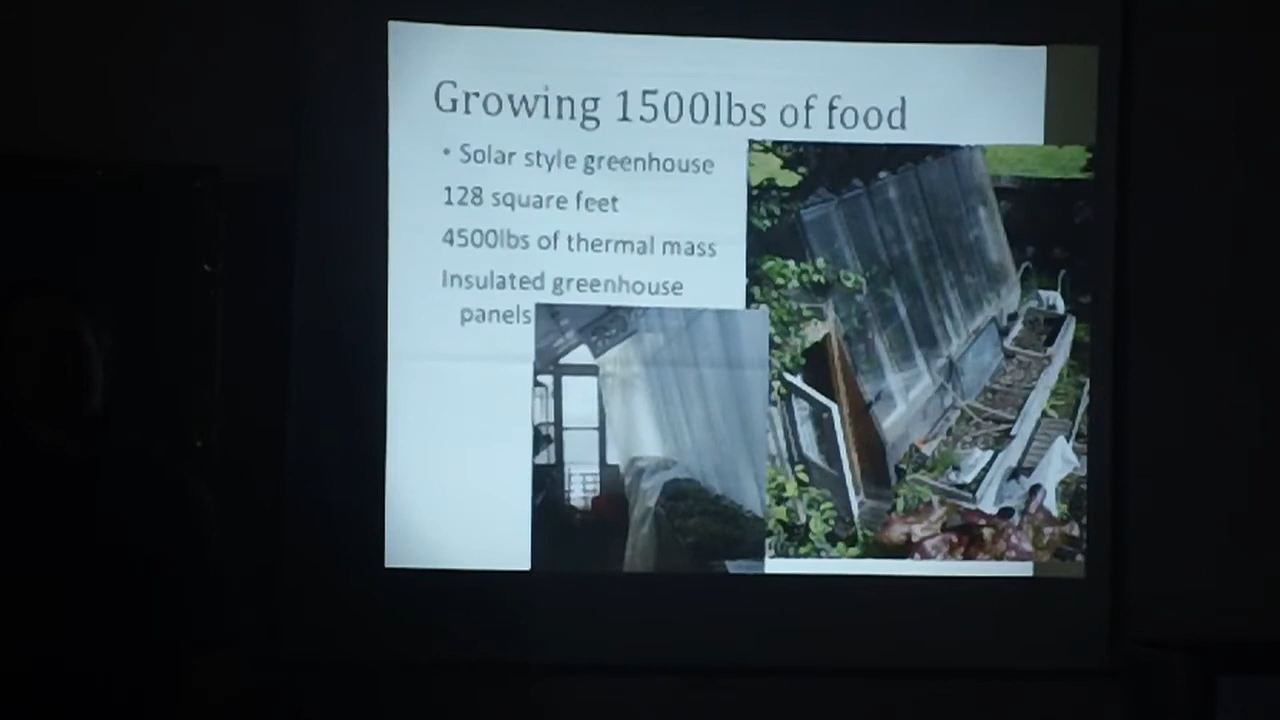 Growing 1500lbs of food
• Solar style greenhouse
128 square feet
4500lbs of thermal mass
Insulated greenhouse
panels